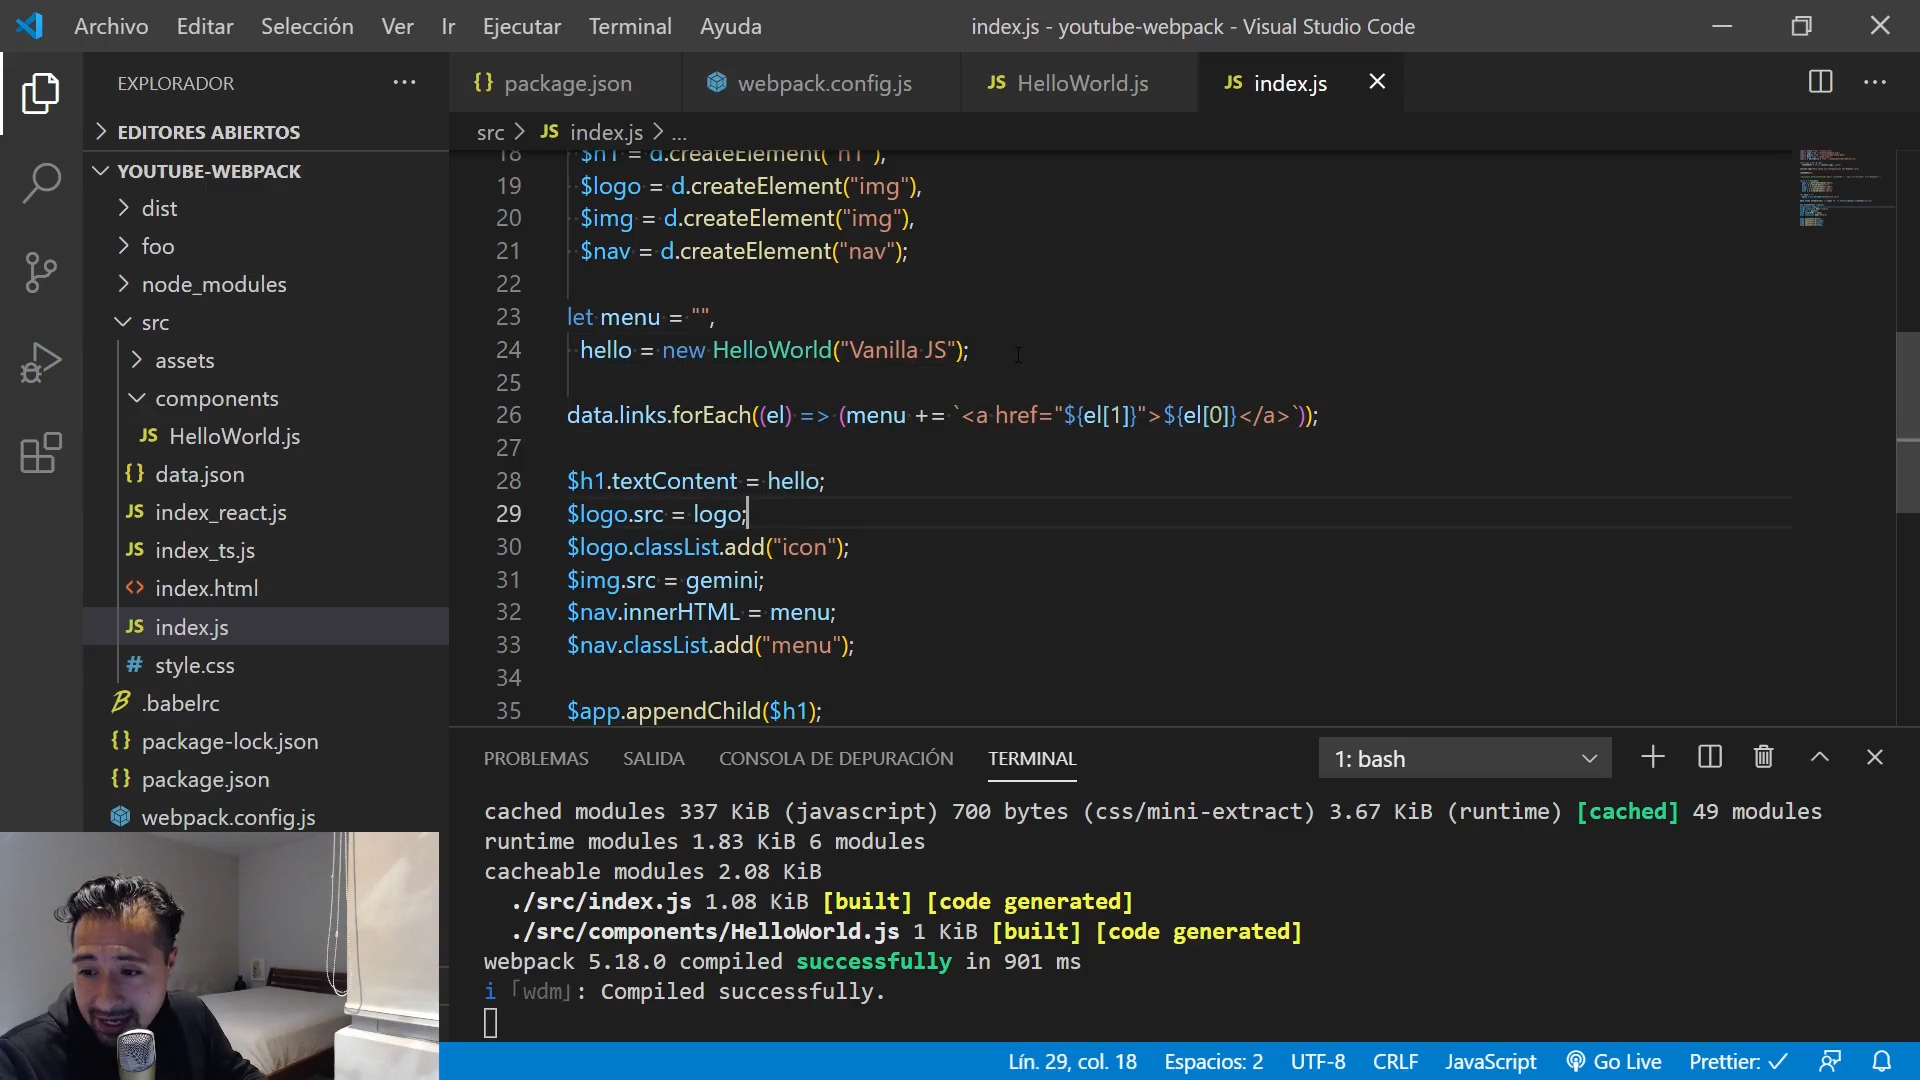 Archivo Editar Selección Ver Ir Ejecutar Terminal Ayuda index.js - youtube-webpack - Visual Studio Code
EXPLORADOR ···
EDITORES ABIERTOS
YOUTUBE-WEBPACK
dist
foo
node_modules
src
assets
components
JS HelloWorld.js
{} data.json
JS index_react.js
JS index_ts.js
<> index.html
JS index.js
# style.css
.babelrc
{} package-lock.json
{} package.json
webpack.config.js
{} package.json webpack.config.js JS HelloWorld.js JS index.js
src > JS index.js > ...
18 $h1 = d.createElement("h1"),
19 $logo = d.createElement("img"),
20 $img = d.createElement("img"),
21 $nav = d.createElement("nav");
22
23 let menu = "",
24 hello = new HelloWorld("Vanilla JS");
25
26 data.links.forEach((el) => (menu += `<a href="${el[1]}">${el[0]}</a>`));
27
28 $h1.textContent = hello;
29 $logo.src = logo;
30 $logo.classList.add("icon");
31 $img.src = gemini;
32 $nav.innerHTML = menu;
33 $nav.classList.add("menu");
34
35 $app.appendChild($h1);
PROBLEMAS SALIDA CONSOLA DE DEPURACIÓN TERMINAL 1: bash
cached modules 337 KiB (javascript) 700 bytes (css/mini-extract) 3.67 KiB (runtime) [cached] 49 modules
runtime modules 1.83 KiB 6 modules
cacheable modules 2.08 KiB
./src/index.js 1.08 KiB [built] [code generated]
./src/components/HelloWorld.js 1 KiB [built] [code generated]
webpack 5.18.0 compiled successfully in 901 ms
i ｢wdm｣: Compiled successfully.
Lín. 29, col. 18 Espacios: 2 UTF-8 CRLF JavaScript Go Live Prettier: ✓